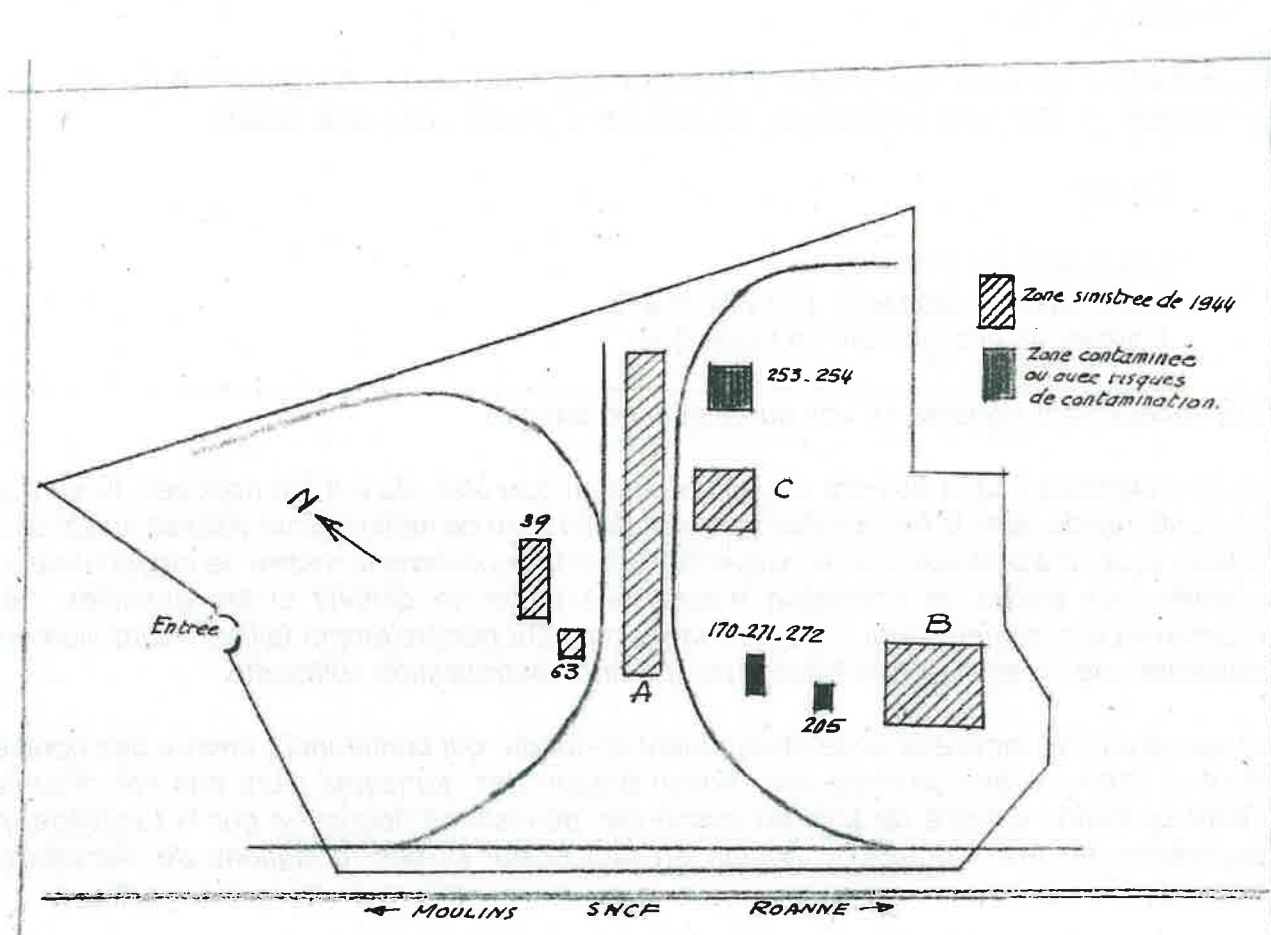 Zone sinistree de 1944
Zone contaminee
ou avec risques
de contamination.
253-254
C
N
39
63
Entrée
A
170-271-272
205
B
← MOULINS SNCF ROANNE →